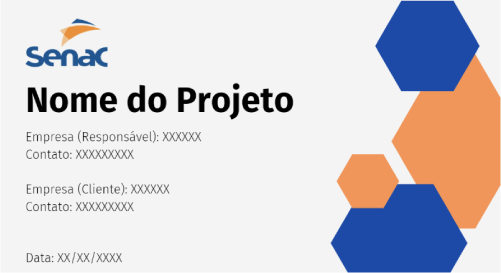 Senac
Nome do Projeto
Empresa (Responsável): XXXXXX
Contato: XXXXXXXXX
Empresa (Cliente): XXXXXX
Contato: XXXXXXXXX
Data: XX/XX/XXXX